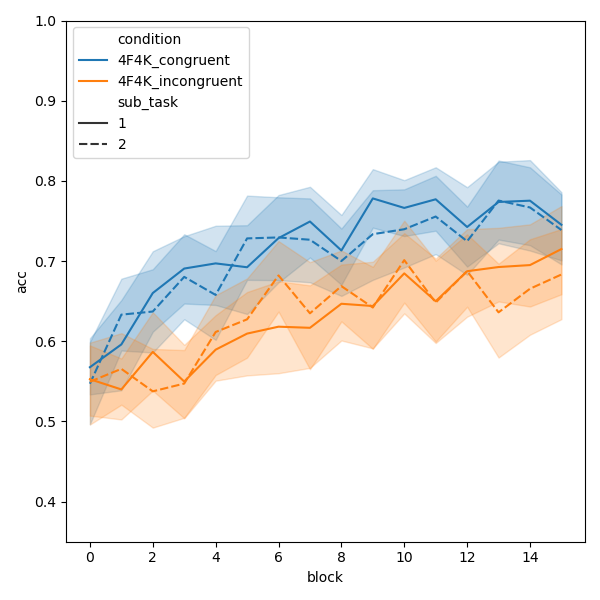 1.0
0.9
0.8
0.7
0.6
0.5
0.4
acc
condition
4F4K_congruent
4F4K_incongruent
sub_task
1
2
0 2 4 6 8 10 12 14
block